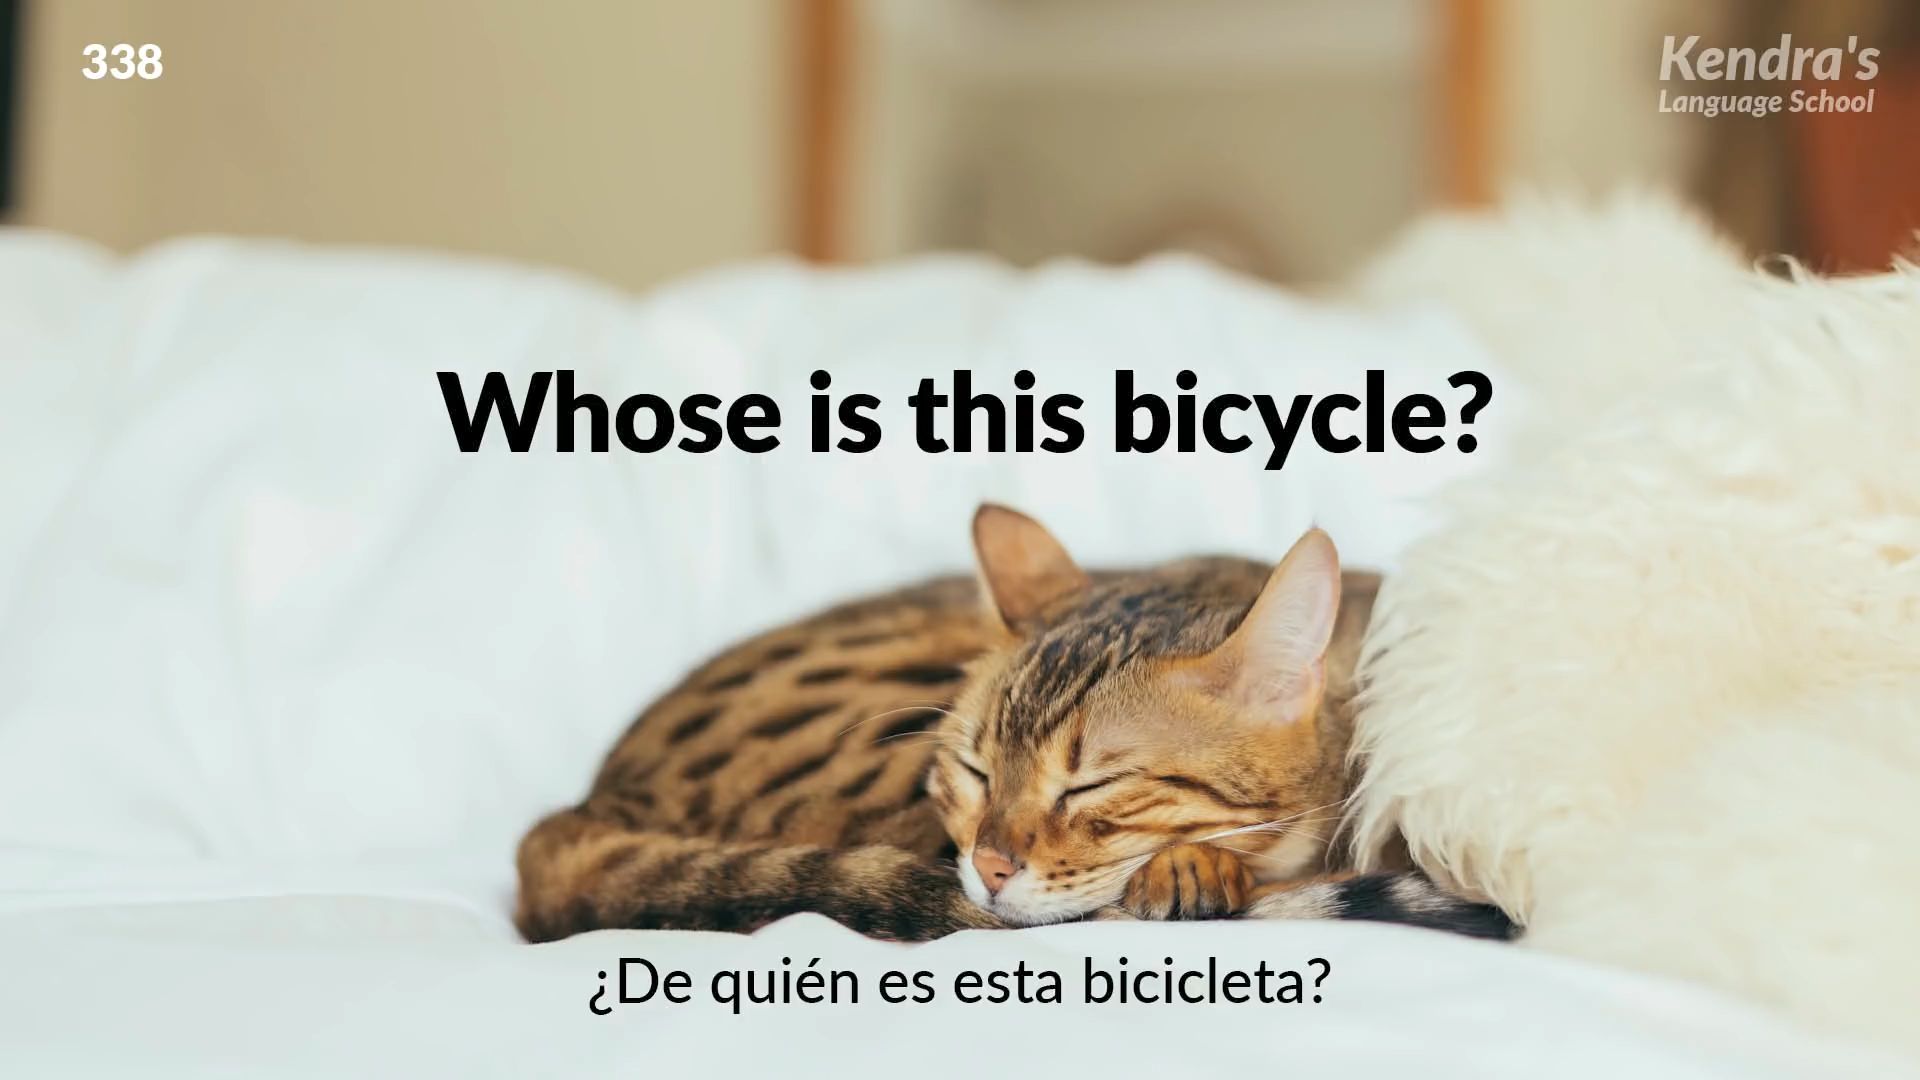 338
Kendra's
Language School
Whose is this bicycle?
¿De quién es esta bicicleta?